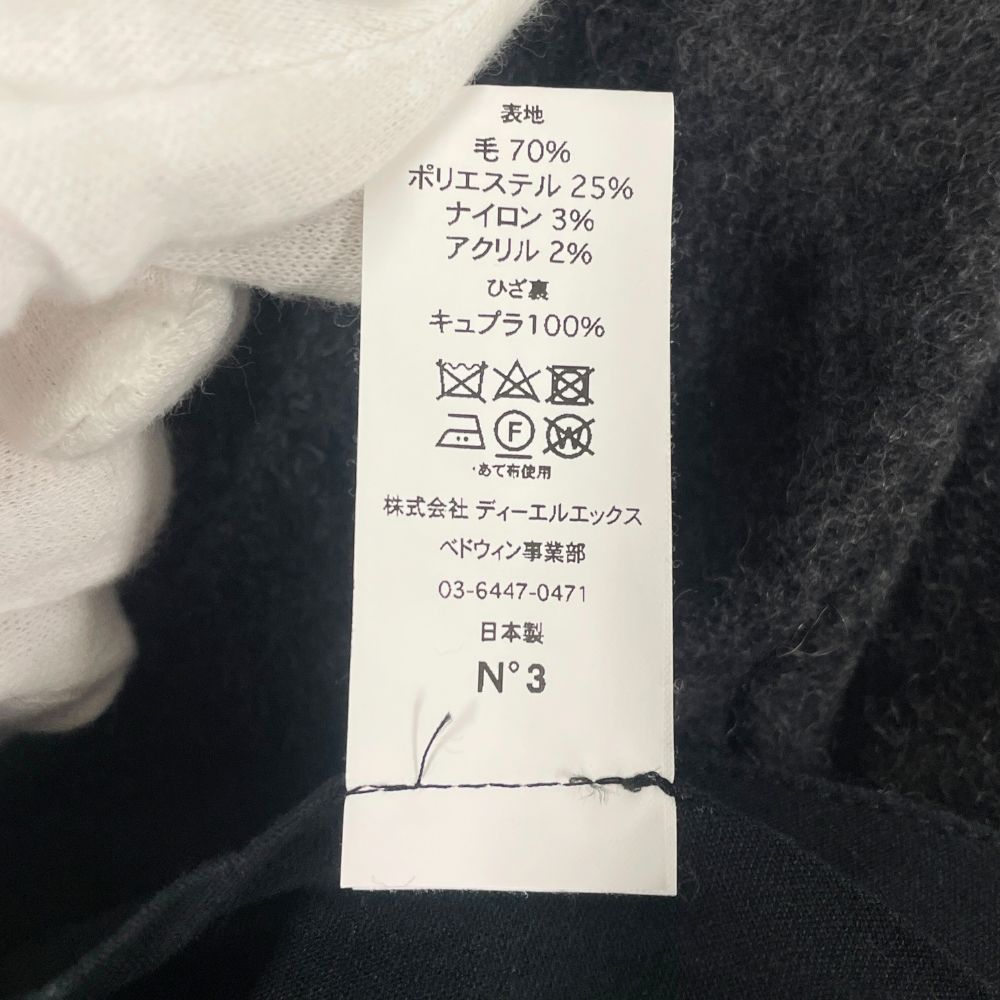 表地
毛 70%
ポリエステル 25%
ナイロン 3%
アクリル 2%
ひざ裏
キュプラ100%
F W
･あて布使用
株式会社 ディーエルエックス
ベドウィン事業部
03-6447-0471
日本製
N°3